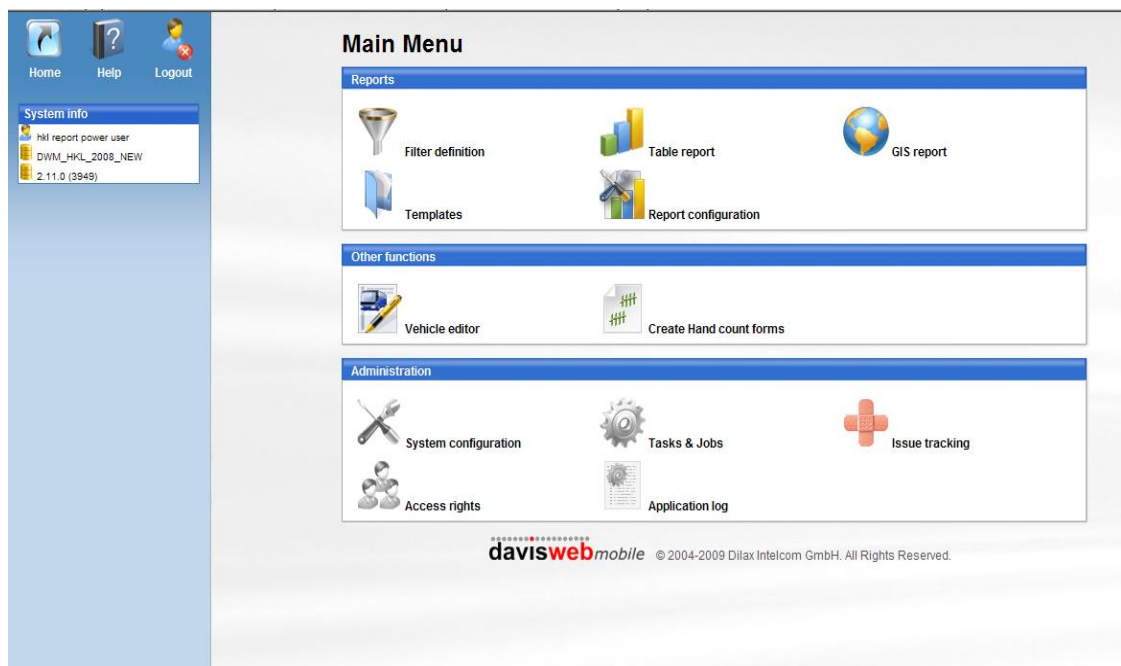 Main Menu
Home Help Logout
System info
hkl report power user
DWM_HKL_2008_NEW
2.11.0 (3949)
Reports
Filter definition
Table report
GIS report
Templates
Report configuration
Other functions
Vehicle editor
Create Hand count forms
Administration
System configuration
Tasks & Jobs
Issue tracking
Access rights
Application log
daviswebmobile © 2004-2009 Dilax Intelcom GmbH. All Rights Reserved.